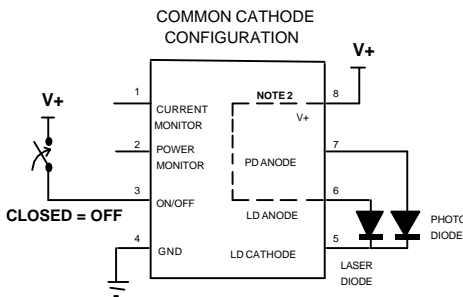 COMMON CATHODE
CONFIGURATION
V+
V+
1
CURRENT
MONITOR
NOTE 2
8
V+
2
POWER
MONITOR
PD ANODE
7
3
ON/OFF
LD ANODE
6
CLOSED = OFF
4
GND
LD CATHODE
5
LASER
DIODE
PHOTO
DIODE